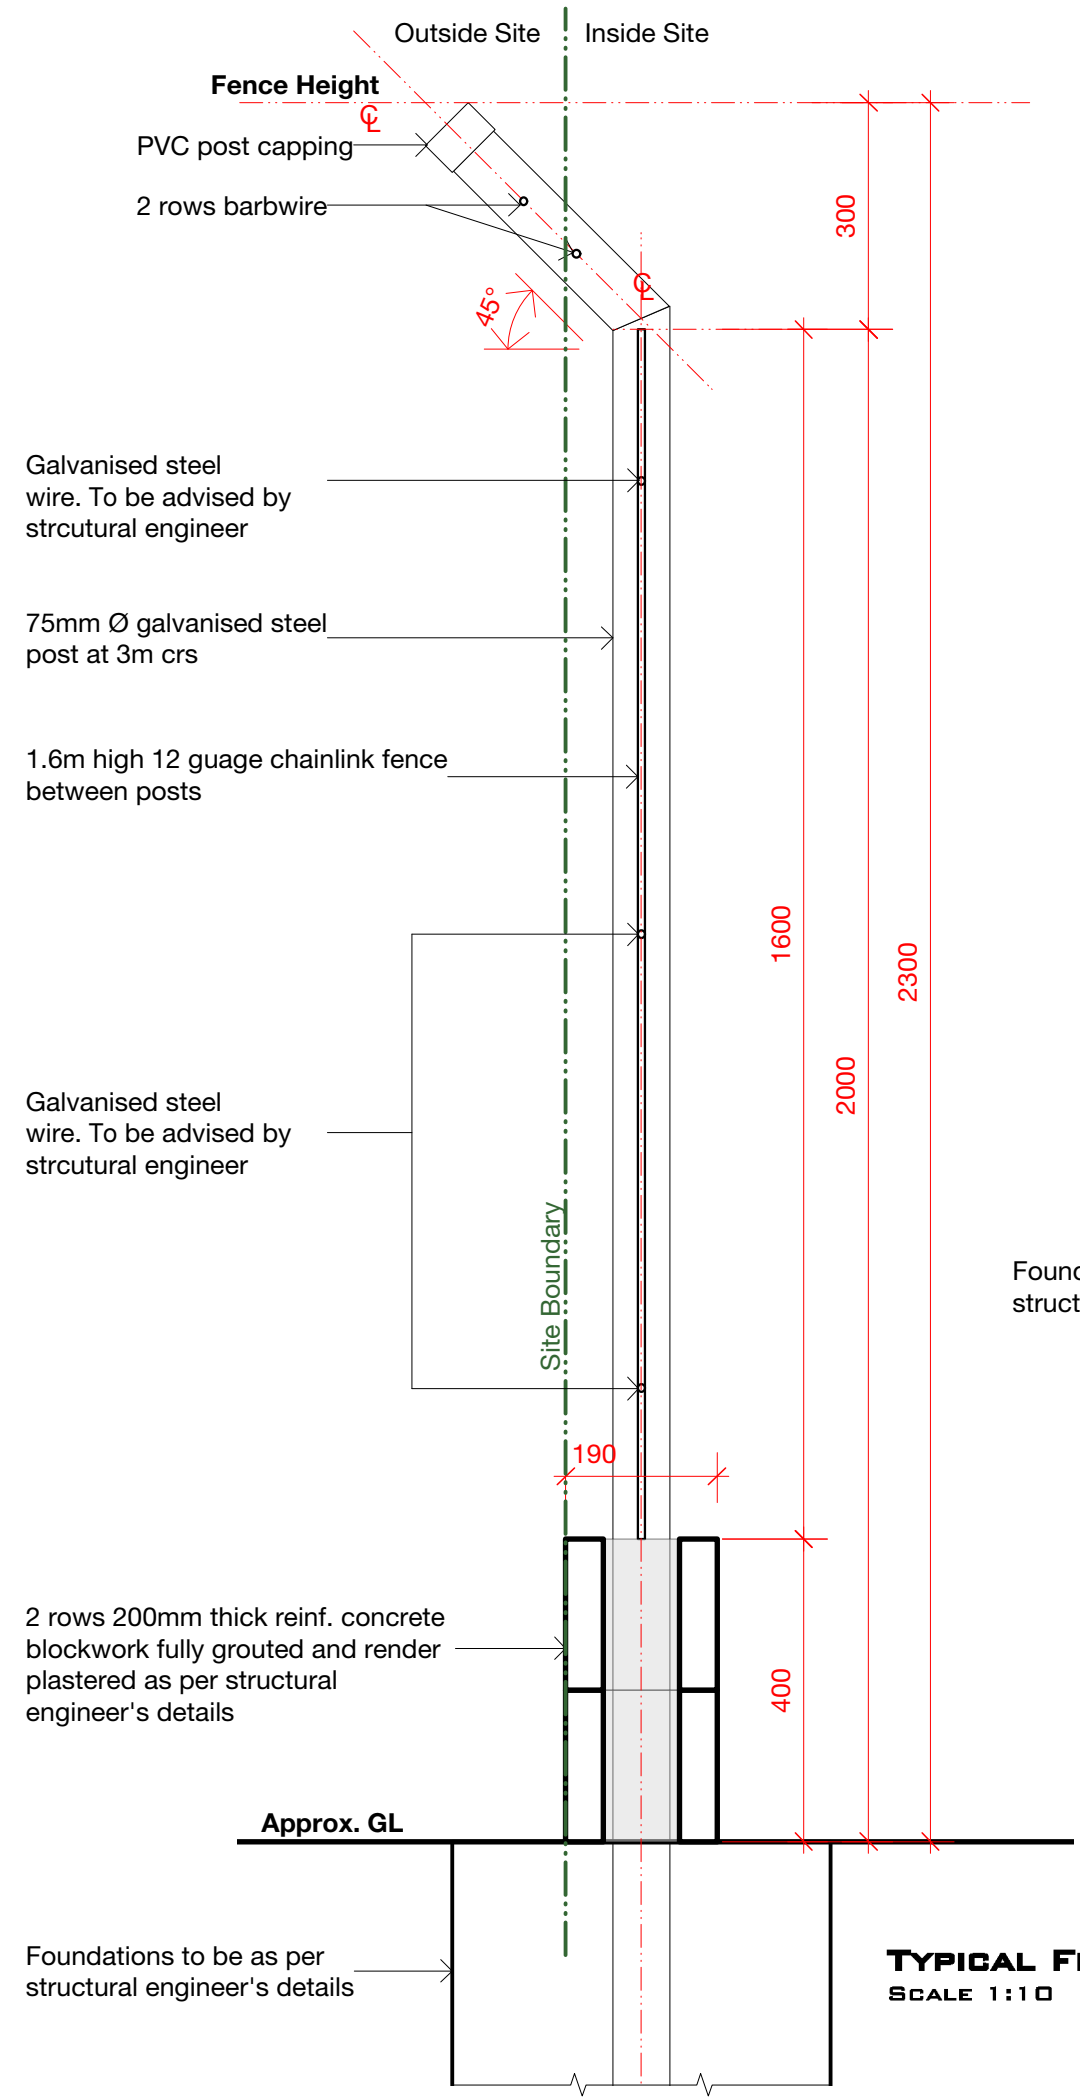 Outside Site
Inside Site
Fence Height
PVC post capping
2 rows barbwire
300
45°
Galvanised steel
wire. To be advised by
strcutural engineer
75mm Ø galvanised steel
post at 3m crs
1.6m high 12 guage chainlink fence
between posts
1600
2300
2000
Galvanised steel
wire. To be advised by
strcutural engineer
Site Boundary
Found
struct
190
2 rows 200mm thick reinf. concrete
blockwork fully grouted and render
plastered as per structural
engineer's details
400
Approx. GL
Foundations to be as per
structural engineer's details
TYPICAL
SCALE 1:10